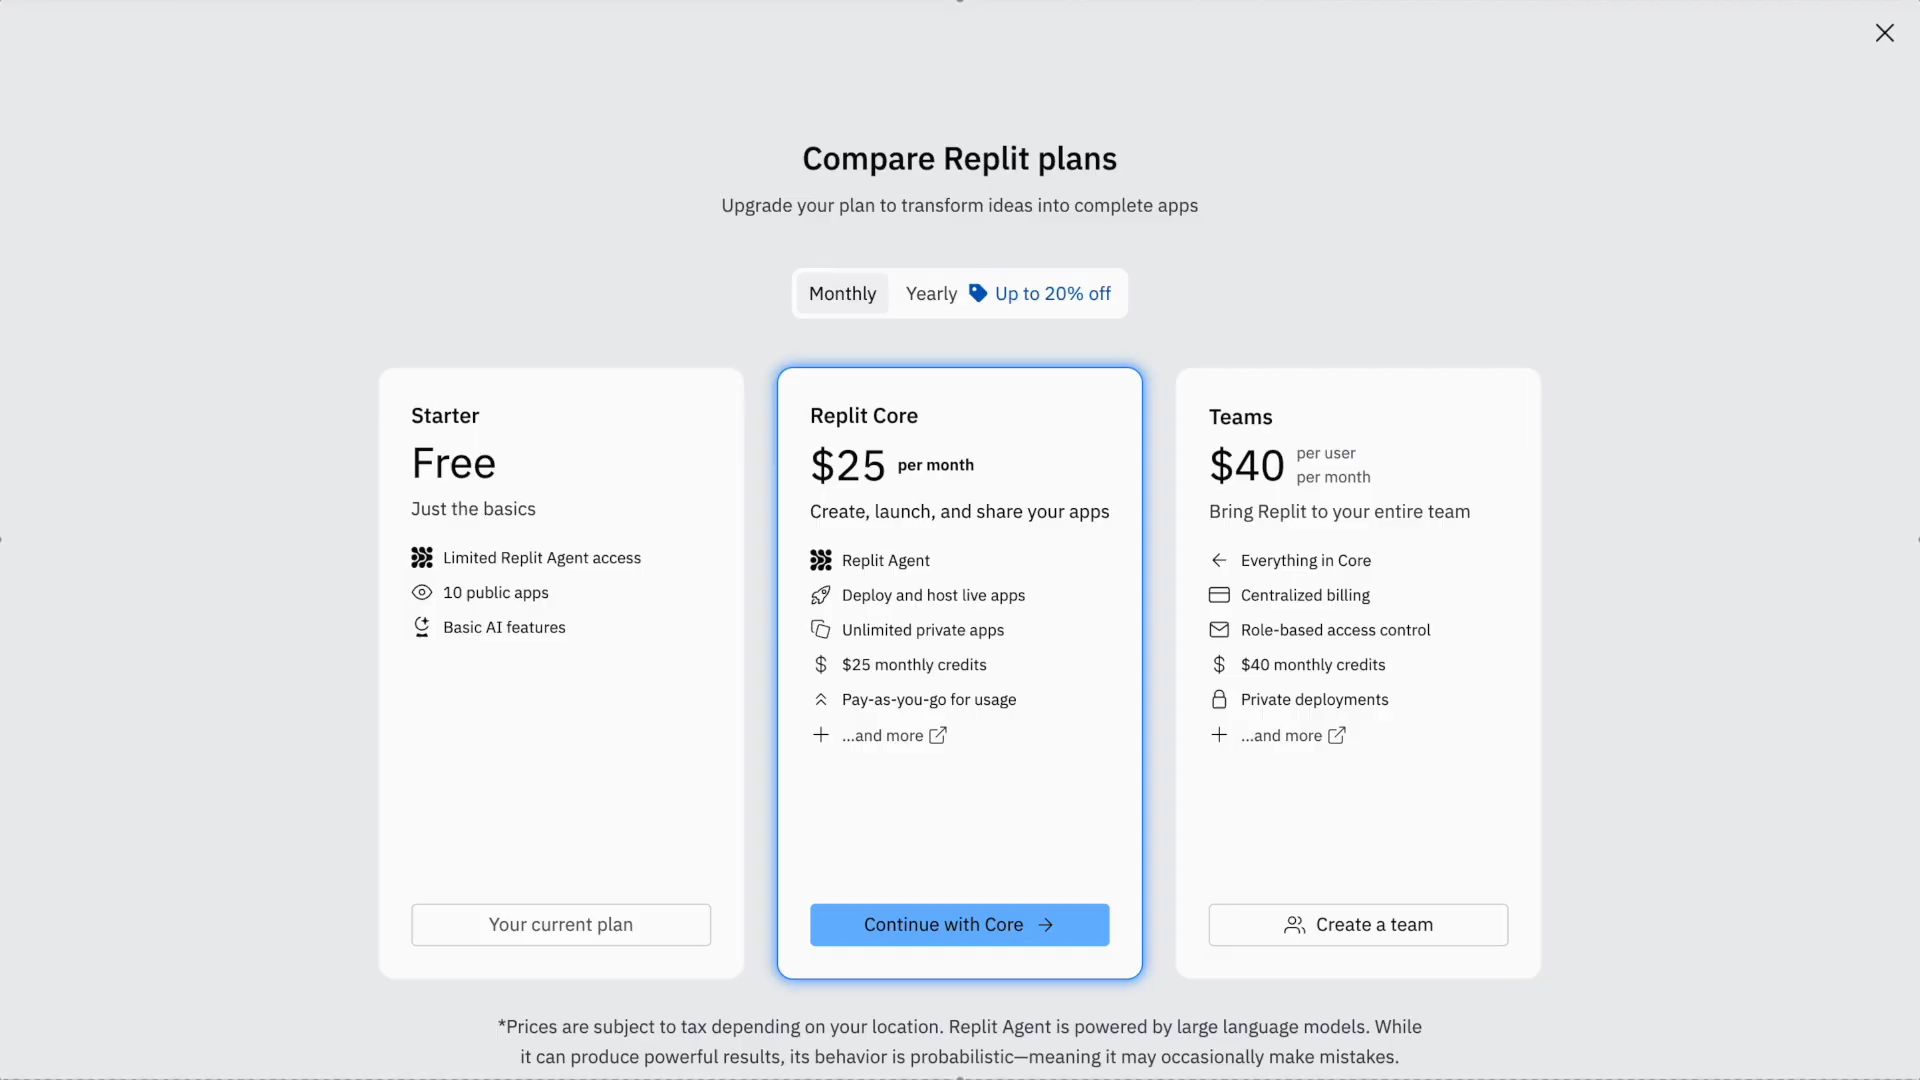 Compare Replit plans
Upgrade your plan to transform ideas into complete apps
Monthly Yearly Up to 20% off
Starter
Free
Just the basics
Limited Replit Agent access
10 public apps
Basic AI features
Your current plan
Replit Core
$25 per month
Create, launch, and share your apps
Replit Agent
Deploy and host live apps
Unlimited private apps
$25 monthly credits
Pay-as-you-go for usage
...and more
Continue with Core
Teams
$40 per user
per month
Bring Replit to your entire team
Everything in Core
Centralized billing
Role-based access control
$40 monthly credits
Private deployments
...and more
Create a team
*Prices are subject to tax depending on your location. Replit Agent is powered by large language models. While
it can produce powerful results, its behavior is probabilistic—meaning it may occasionally make mistakes.